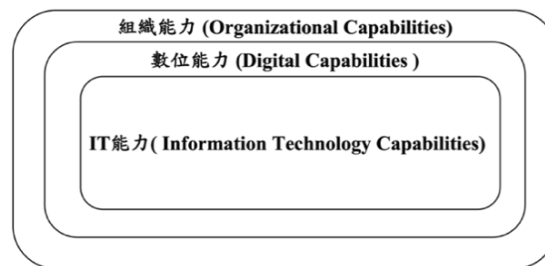 組織能力 (Organizational Capabilities)
數位能力 (Digital Capabilities )
IT能力( Information Technology Capabilities)